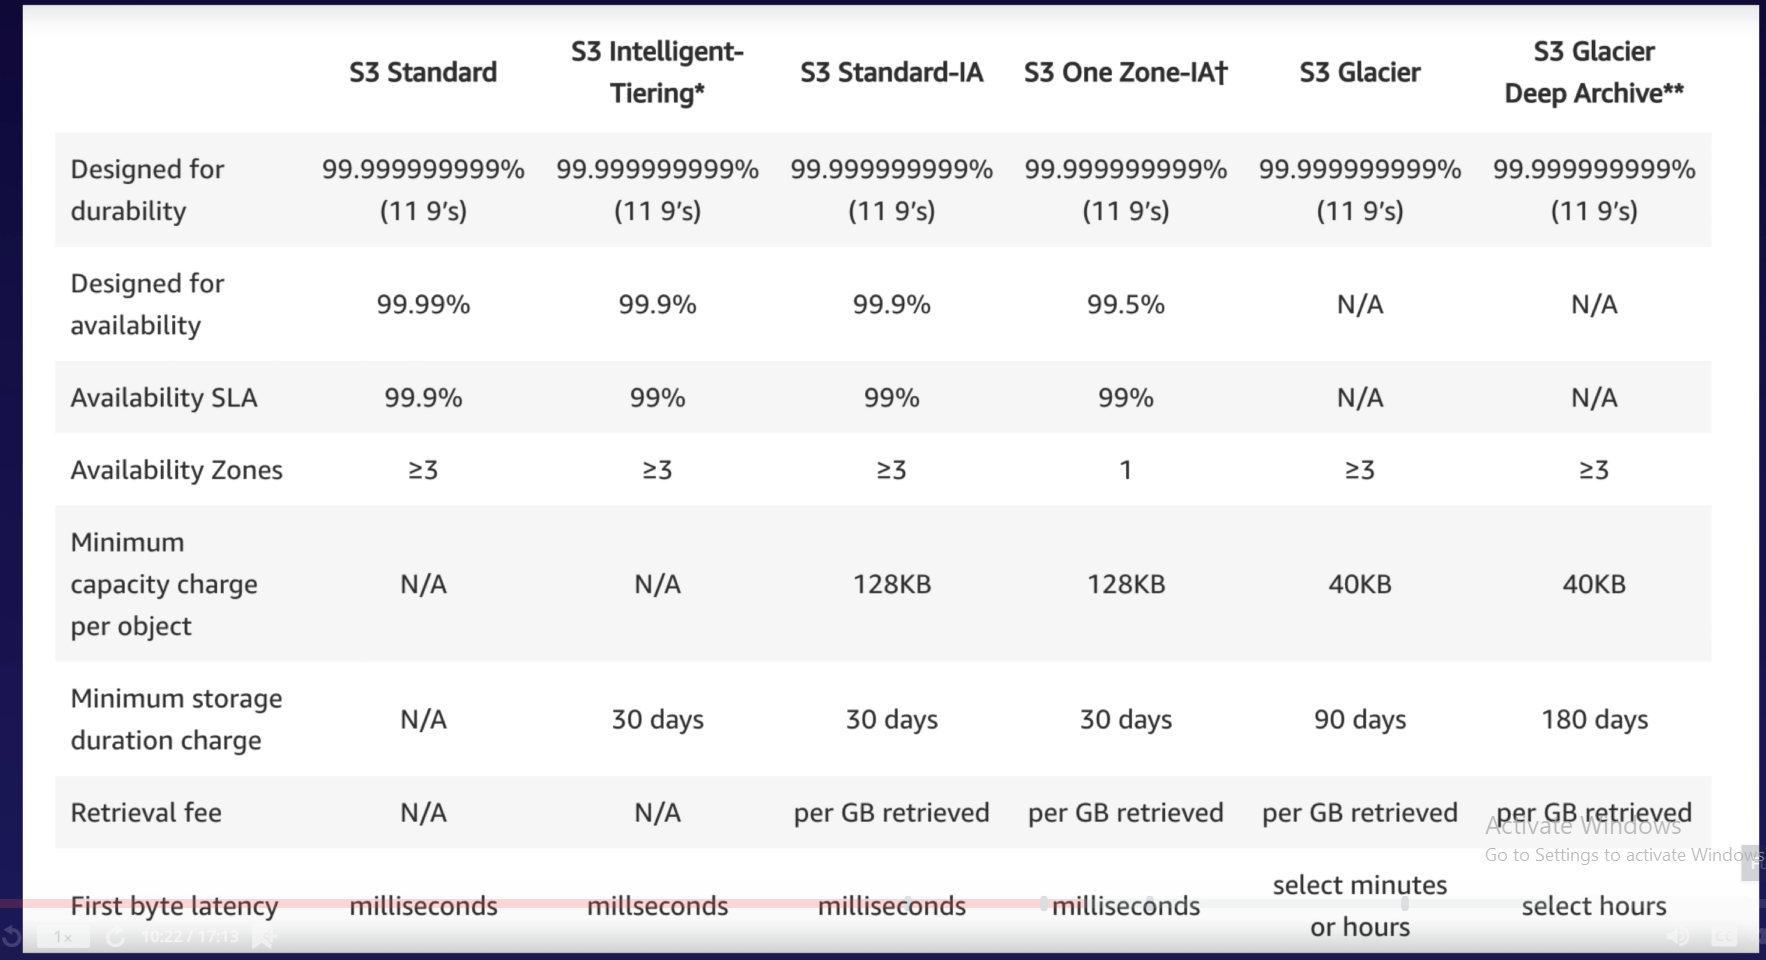 S3 Standard
S3 Intelligent-
Tiering*
S3 Standard-IA
S3 One Zone-IA†
S3 Glacier
S3 Glacier
Deep Archive**
Designed for
durability
99.999999999%
(11 9’s)
99.999999999%
(11 9’s)
99.999999999%
(11 9’s)
99.999999999%
(11 9’s)
99.999999999%
(11 9’s)
99.999999999%
(11 9’s)
Designed for
availability
99.99%
99.9%
99.9%
99.5%
N/A
N/A
Availability SLA
99.9%
99%
99%
99%
N/A
N/A
Availability Zones
≥3
≥3
≥3
1
≥3
≥3
Minimum
capacity charge
per object
N/A
N/A
128KB
128KB
40KB
40KB
Minimum storage
duration charge
N/A
30 days
30 days
30 days
90 days
180 days
Retrieval fee
N/A
N/A
per GB retrieved
per GB retrieved
per GB retrieved
per GB retrieved
Activate Windows
Go to Settings to activate Windows
First byte latency
milliseconds
millseconds
milliseconds
milliseconds
select minutes
or hours
select hours
1x
10:22 / 17:13
CC